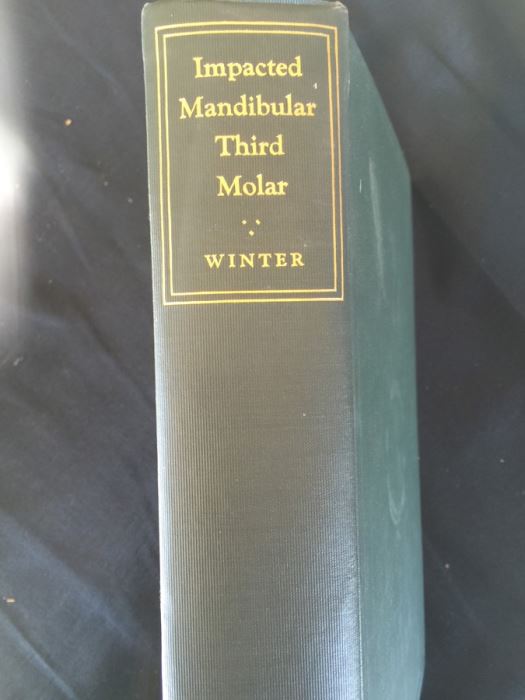 Impacted
Mandibular
Third
Molar
WINTER